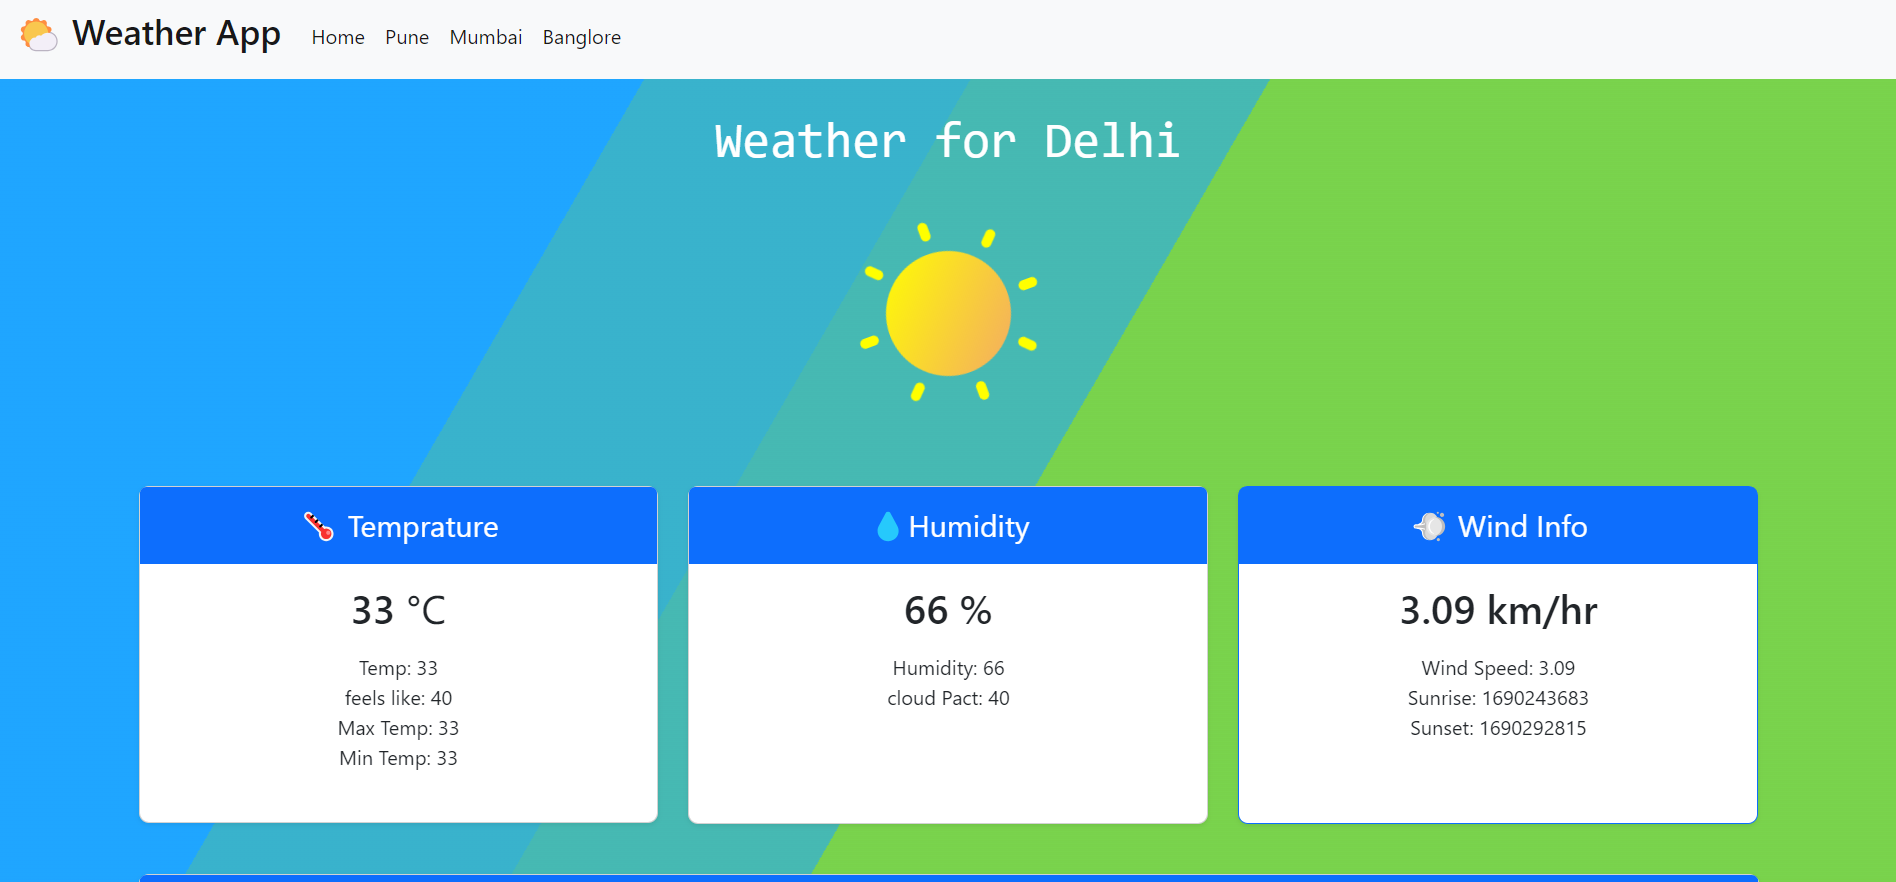 Weather App
Home Pune Mumbai Banglore
Weather for Delhi
Temprature
33 °C
Temp: 33
feels like: 40
Max Temp: 33
Min Temp: 33
Humidity
66 %
Humidity: 66
cloud Pact: 40
Wind Info
3.09 km/hr
Wind Speed: 3.09
Sunrise: 1690243683
Sunset: 1690292815